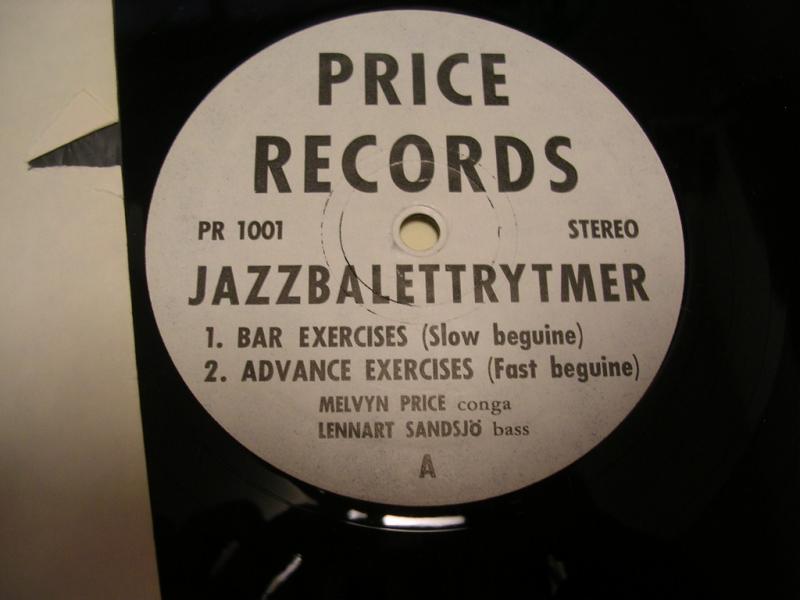 PRICE
RECORDS
PR 1001 STEREO
JAZZBALETTRYTMER
1. BAR EXERCISES (Slow beguine)
2. ADVANCE EXERCISES (Fast beguine)
MELVYN PRICE conga
LENNART SANDSJÖ bass
A